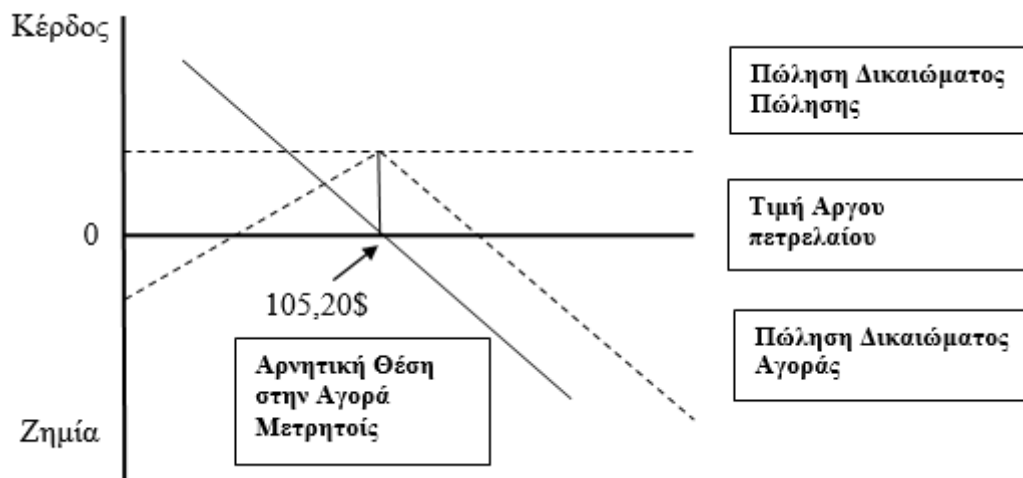 Κέρδος
Πώληση Δικαιώματος
Πώλησης
Τιμή Αργου
πετρελαίου
0
105,20$
Πώληση Δικαιώματος
Αγοράς
Αρνητική Θέση
στην Αγορά
Μετρητοίς
Ζημία